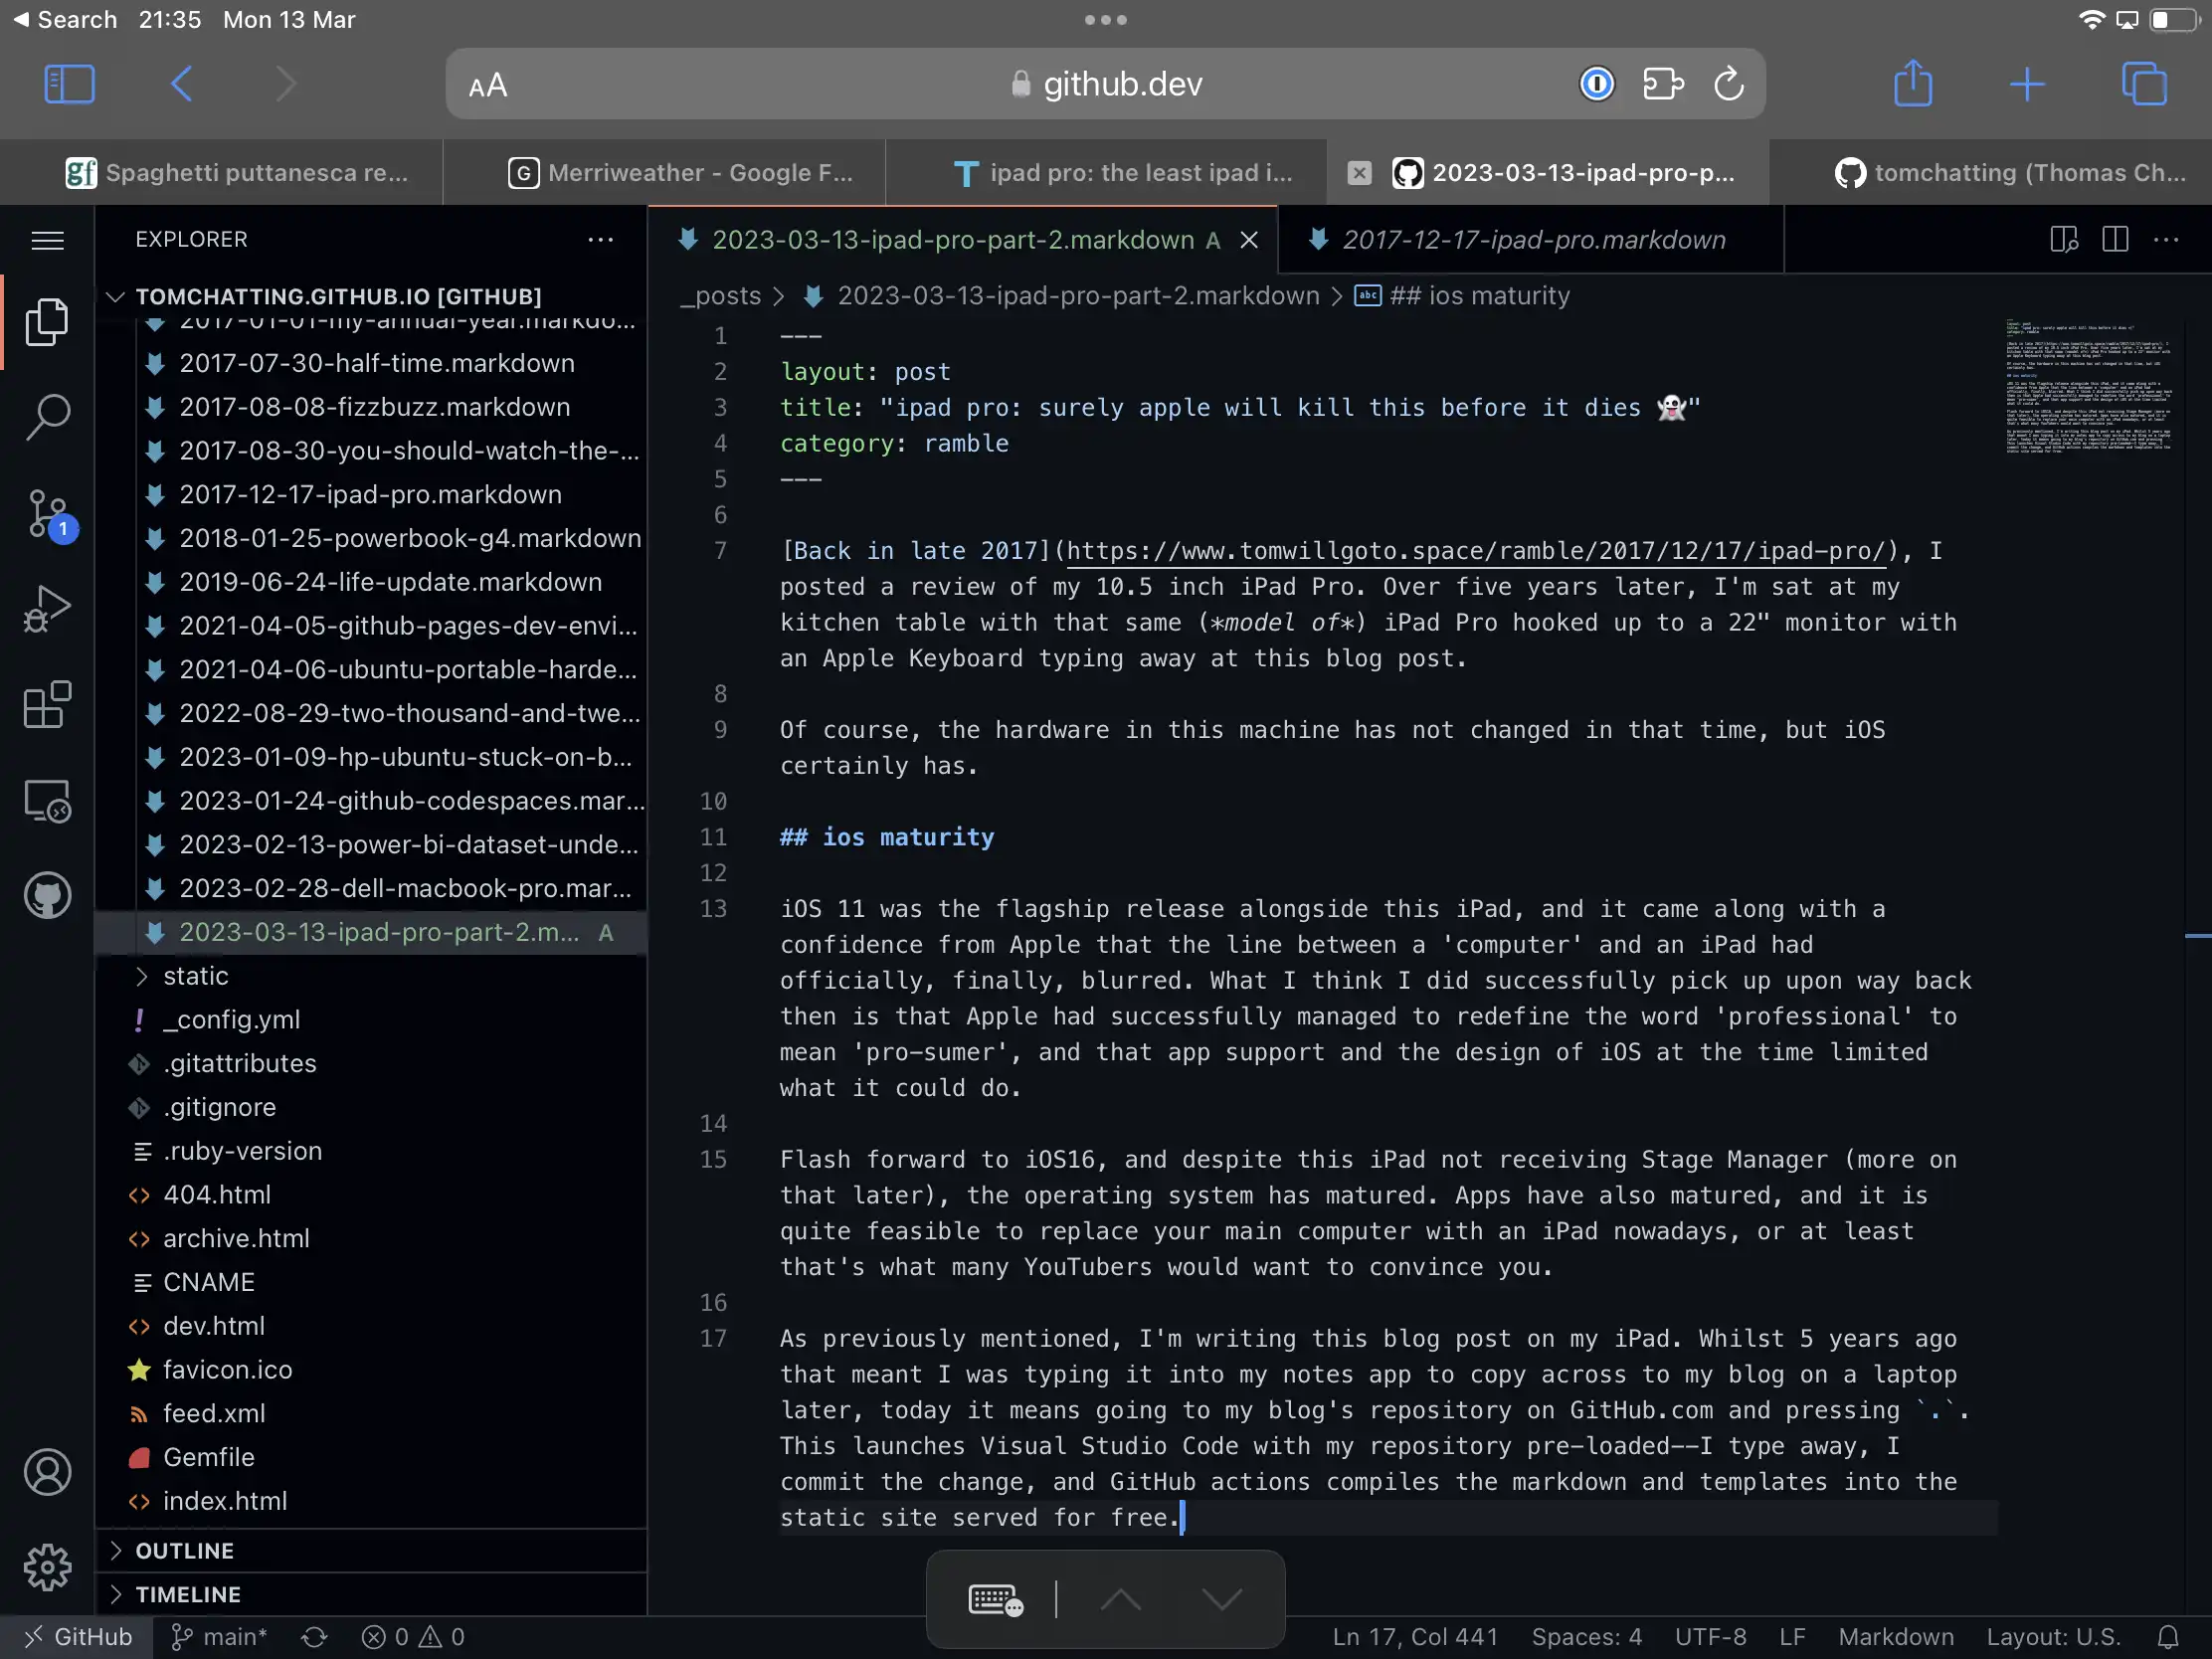 Search 21:35 Mon 13 Mar
AA github.dev
gf Spaghetti puttanesca re...
G Merriweather - Google F...
T ipad pro: the least ipad i...
2023-03-13-ipad-pro-p...
tomchatting (Thomas Ch...
EXPLORER
TOMCHATTING.GITHUB.IO [GITHUB]
2017-01-01-my-annual-year.markdo...
2017-07-30-half-time.markdown
2017-08-08-fizzbuzz.markdown
2017-08-30-you-should-watch-the-...
2017-12-17-ipad-pro.markdown
2018-01-25-powerbook-g4.markdown
2019-06-24-life-update.markdown
2021-04-05-github-pages-dev-envi...
2021-04-06-ubuntu-portable-harde...
2022-08-29-two-thousand-and-twe...
2023-01-09-hp-ubuntu-stuck-on-b...
2023-01-24-github-codespaces.mar...
2023-02-13-power-bi-dataset-unde...
2023-02-28-dell-macbook-pro.mar...
2023-03-13-ipad-pro-part-2.m... A
static
_config.yml
.gitattributes
.gitignore
.ruby-version
404.html
archive.html
CNAME
dev.html
favicon.ico
feed.xml
Gemfile
index.html
OUTLINE
TIMELINE
1
2023-03-13-ipad-pro-part-2.markdown A
2017-12-17-ipad-pro.markdown
_posts > 2023-03-13-ipad-pro-part-2.markdown > abc ## ios maturity
1 ---
2 layout: post
3 title: "ipad pro: surely apple will kill this before it dies 👻"
4 category: ramble
5 ---
6
7 [Back in late 2017](https://www.tomwillgoto.space/ramble/2017/12/17/ipad-pro/), I
posted a review of my 10.5 inch iPad Pro. Over five years later, I'm sat at my
kitchen table with that same (*model of*) iPad Pro hooked up to a 22" monitor with
an Apple Keyboard typing away at this blog post.
8
9 Of course, the hardware in this machine has not changed in that time, but iOS
certainly has.
10
11 ## ios maturity
12
13 iOS 11 was the flagship release alongside this iPad, and it came along with a
confidence from Apple that the line between a 'computer' and an iPad had
officially, finally, blurred. What I think I did successfully pick up upon way back
then is that Apple had successfully managed to redefine the word 'professional' to
mean 'pro-sumer', and that app support and the design of iOS at the time limited
what it could do.
14
15 Flash forward to iOS16, and despite this iPad not receiving Stage Manager (more on
that later), the operating system has matured. Apps have also matured, and it is
quite feasible to replace your main computer with an iPad nowadays, or at least
that's what many YouTubers would want to convince you.
16
17 As previously mentioned, I'm writing this blog post on my iPad. Whilst 5 years ago
that meant I was typing it into my notes app to copy across to my blog on a laptop
later, today it means going to my blog's repository on GitHub.com and pressing `.`.
This launches Visual Studio Code with my repository pre-loaded--I type away, I
commit the change, and GitHub actions compiles the markdown and templates into the
static site served for free.
GitHub main* 0 0 Ln 17, Col 441 Spaces: 4 UTF-8 LF Markdown Layout: U.S.